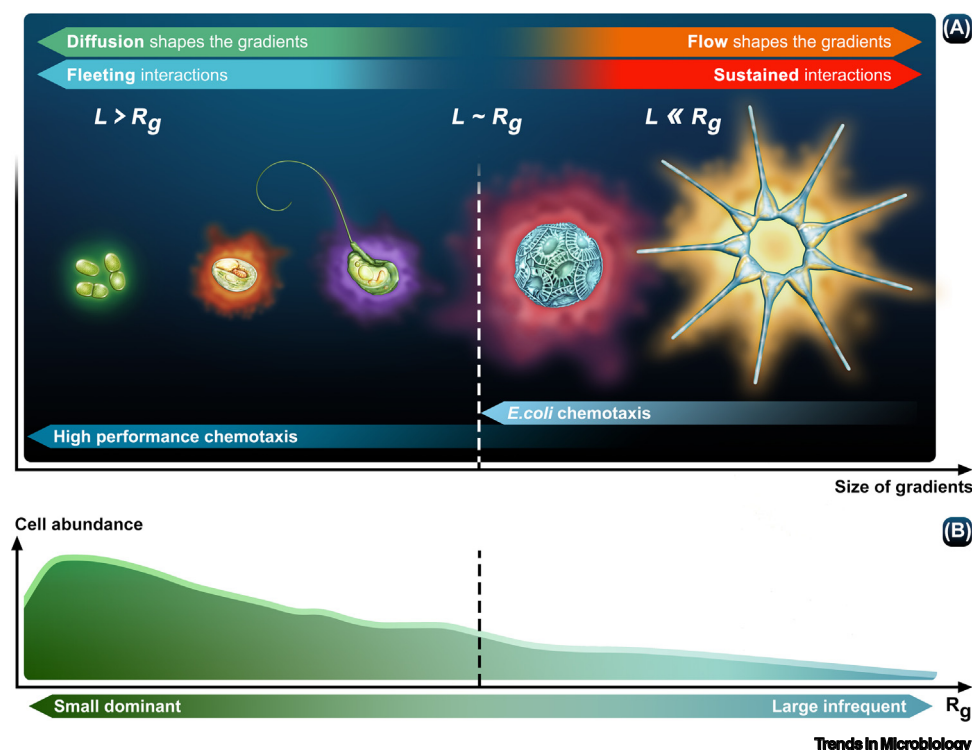 (A)
Diffusion shapes the gradients
Flow shapes the gradients
Fleeting interactions
Sustained interactions
L > Rg
L ~ Rg
L ≪ Rg
E.coli chemotaxis
High performance chemotaxis
Size of gradients
Cell abundance
(B)
Small dominant
Large infrequent
Rg
Trends in Microbiology